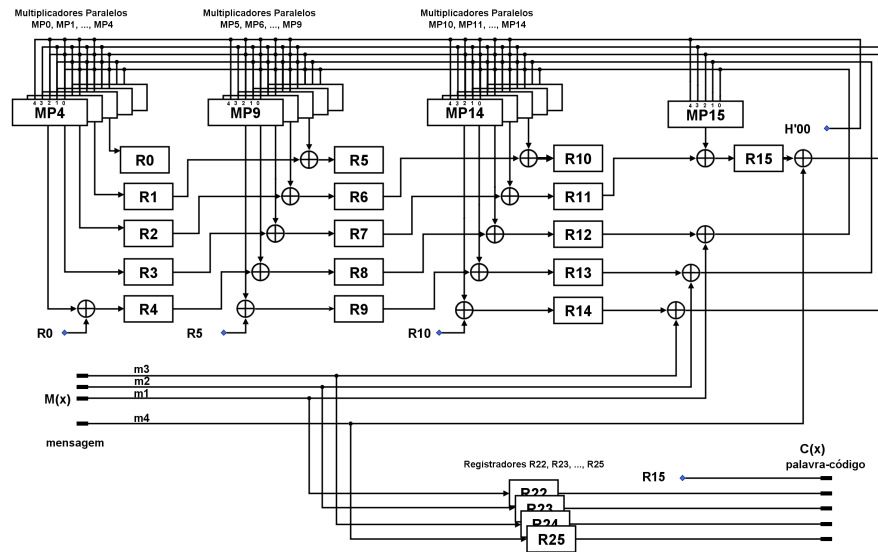 Multiplicadores Paralelos
MP0, MP1, ..., MP4
Multiplicadores Paralelos
MP5, MP6, ..., MP9
Multiplicadores Paralelos
MP10, MP11, ..., MP14
4 3 2 1 0
MP4
4 3 2 1 0
MP9
4 3 2 1 0
MP14
4 3 2 1 0
MP15
H'00
R0
R5
R10
R15
R1
R6
R11
R2
R7
R12
R3
R8
R13
R4
R9
R14
R0
R5
R10
m3
m2
M(x)
m1
m4
mensagem
C(x)
palavra-código
Registradores R22, R23, ..., R25
R15
R22
R23
R24
R25